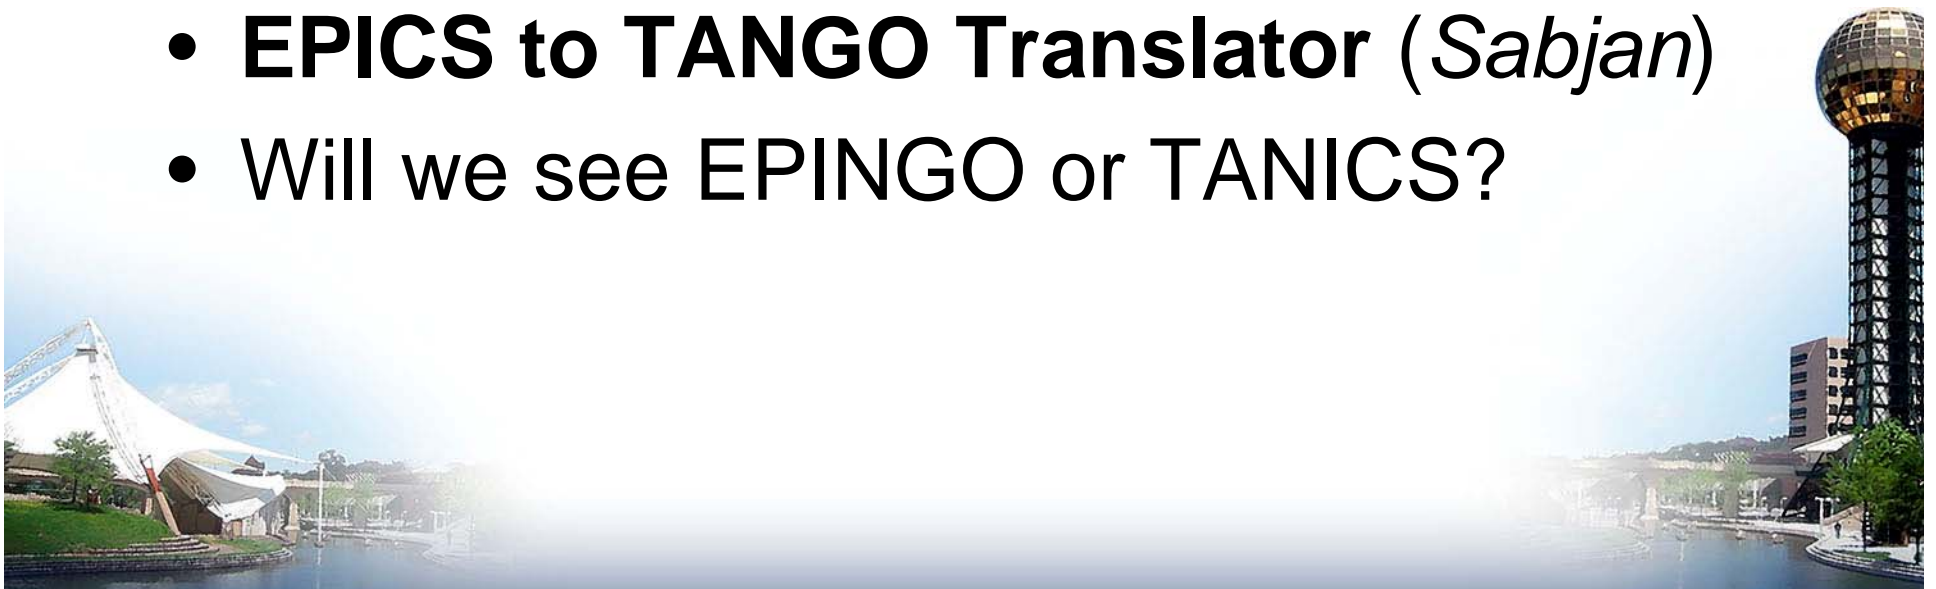 • EPICS to TANGO Translator (Sabjan)
• Will we see EPINGO or TANICS?